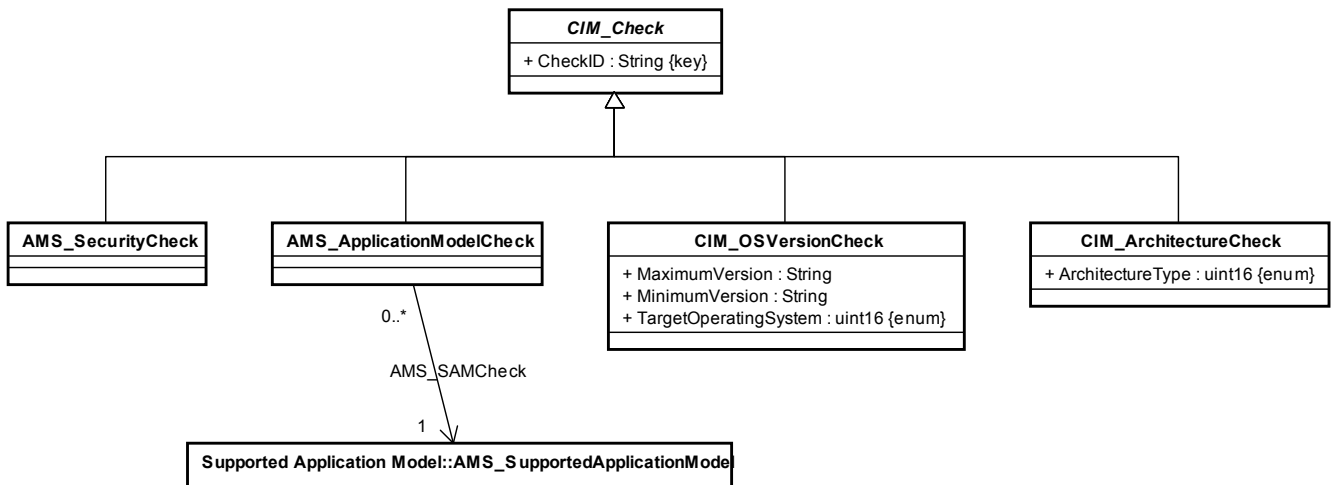 CIM_Check
+ CheckID : String {key}
AMS_SecurityCheck
AMS_ApplicationModelCheck
CIM_OSVersionCheck
+ MaximumVersion : String
+ MinimumVersion : String
+ TargetOperatingSystem : uint16 {enum}
CIM_ArchitectureCheck
+ ArchitectureType : uint16 {enum}
0..*
AMS_SAMCheck
1
Supported Application Model::AMS_SupportedApplicationModel